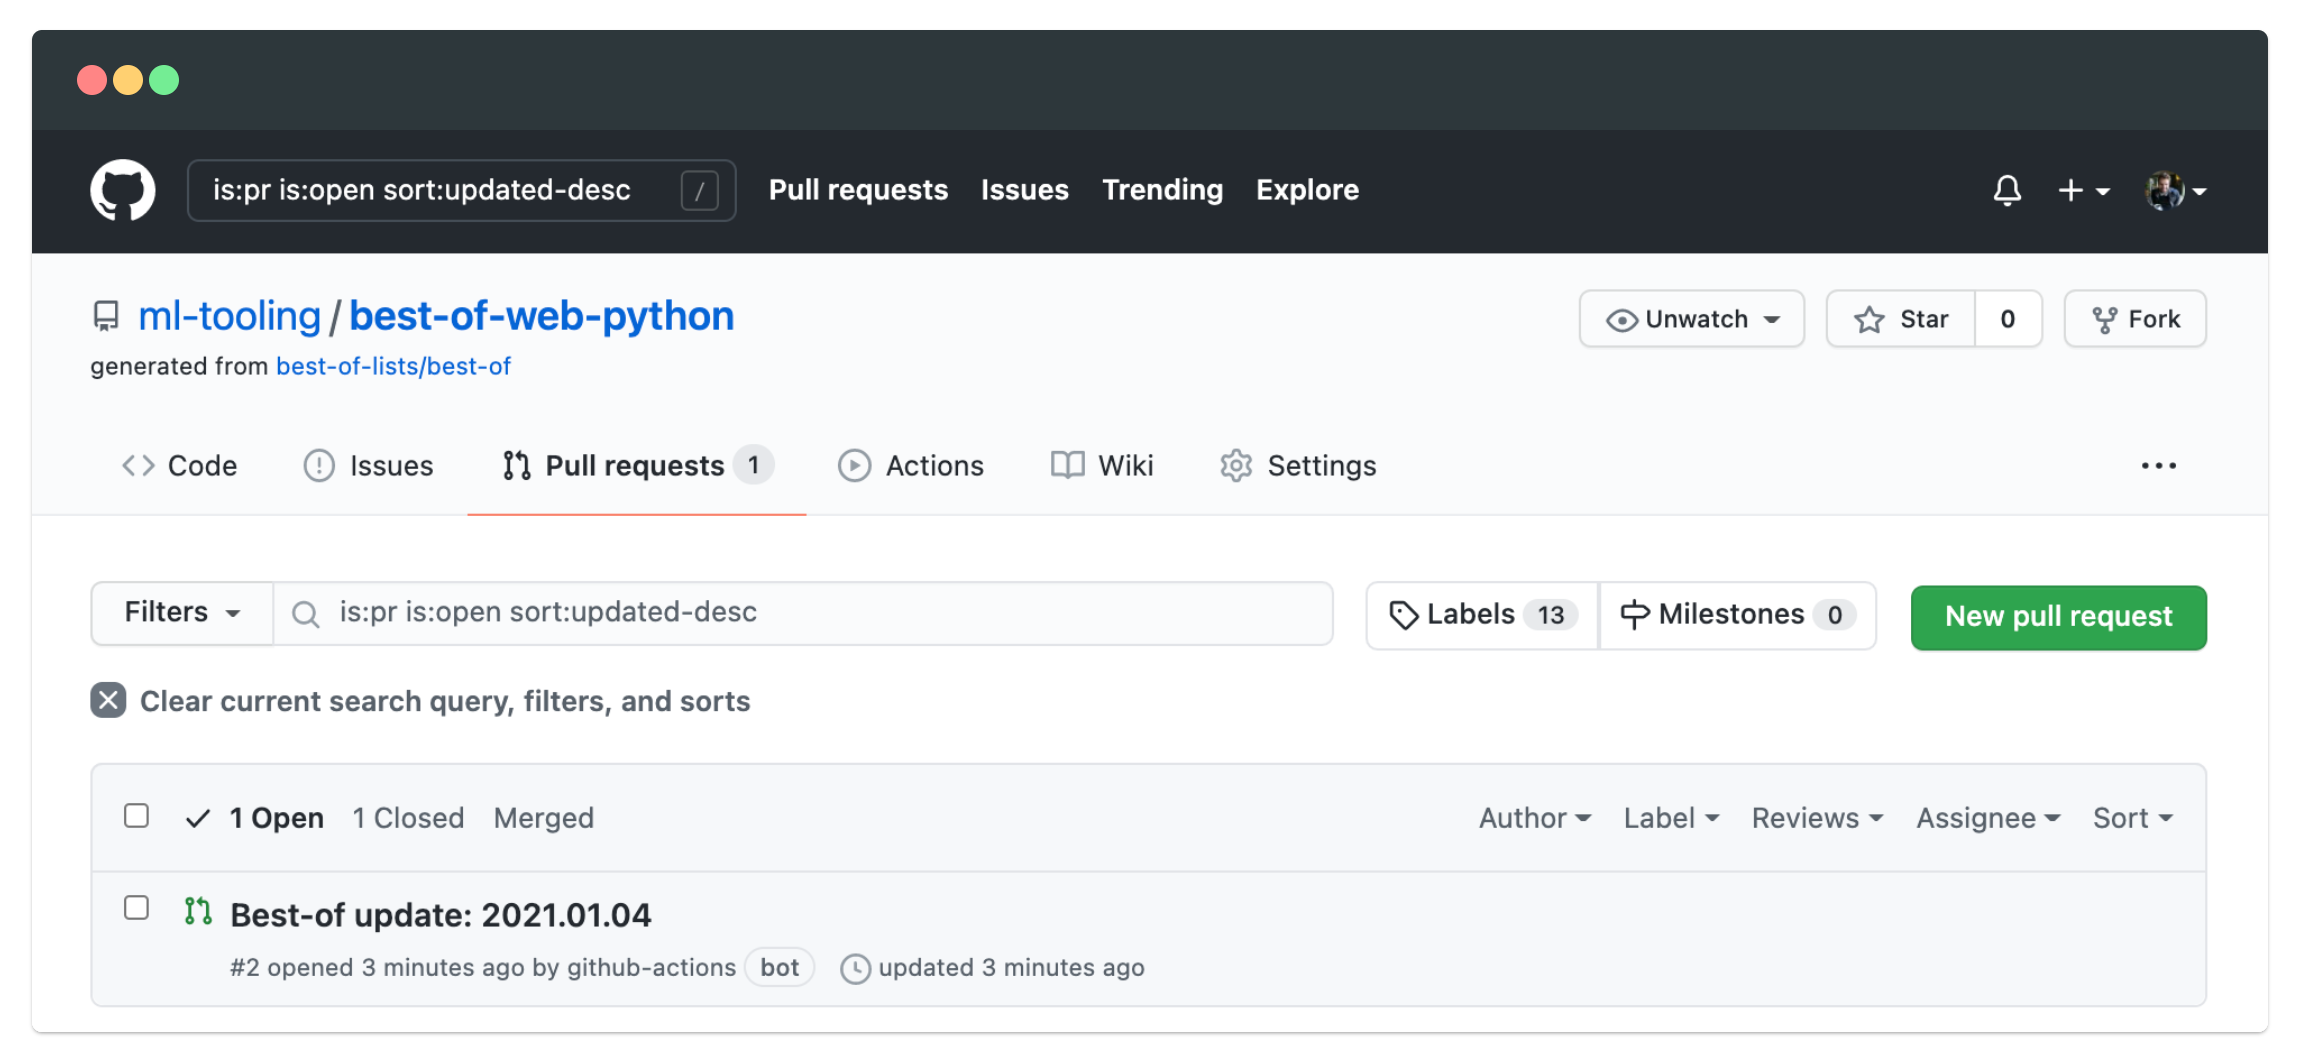 is:pr is:open sort:updated-desc / Pull requests Issues Trending Explore
ml-tooling / best-of-web-python Unwatch Star 0 Fork
generated from best-of-lists/best-of
Code Issues Pull requests 1 Actions Wiki Settings
Filters is:pr is:open sort:updated-desc Labels 13 Milestones 0 New pull request
Clear current search query, filters, and sorts
1 Open 1 Closed Merged Author Label Reviews Assignee Sort
Best-of update: 2021.01.04
#2 opened 3 minutes ago by github-actions bot updated 3 minutes ago